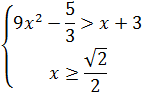 9x² − 5/3 > x + 3
x ≥ √2/2